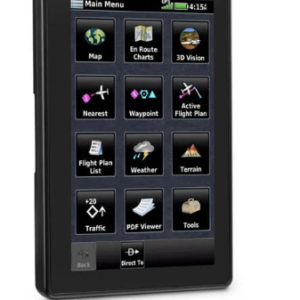 Main Menu
4:15
Map
En Route
Charts
3D Vision
Nearest
Waypoint
Active
Flight Plan
Flight Plan
List
Weather
Terrain
+20
Traffic
PDF Viewer
Tools
Back
Direct To